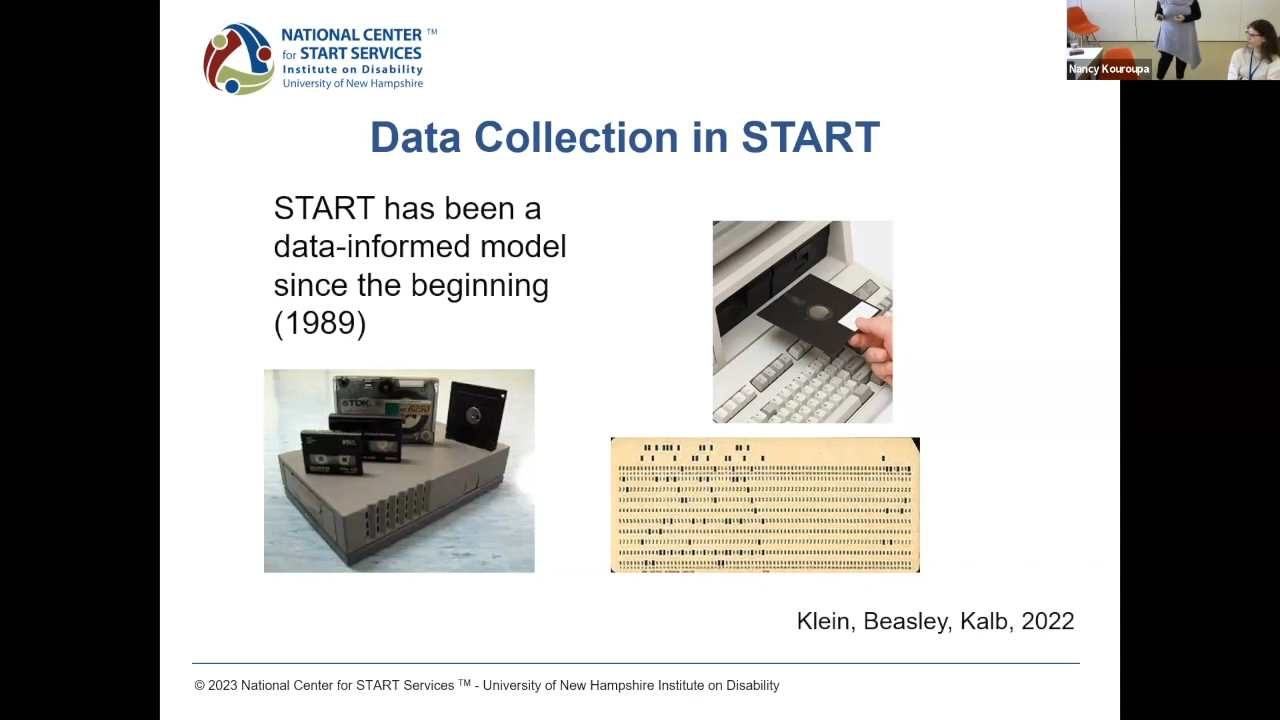 NATIONAL CENTER ™
for START SERVICES
Institute on Disability
University of New Hampshire
Nancy Kouroupa
Data Collection in START
START has been a
data-informed model
since the beginning
(1989)
TDK
6250
Klein, Beasley, Kalb, 2022
© 2023 National Center for START Services ™ - University of New Hampshire Institute on Disability